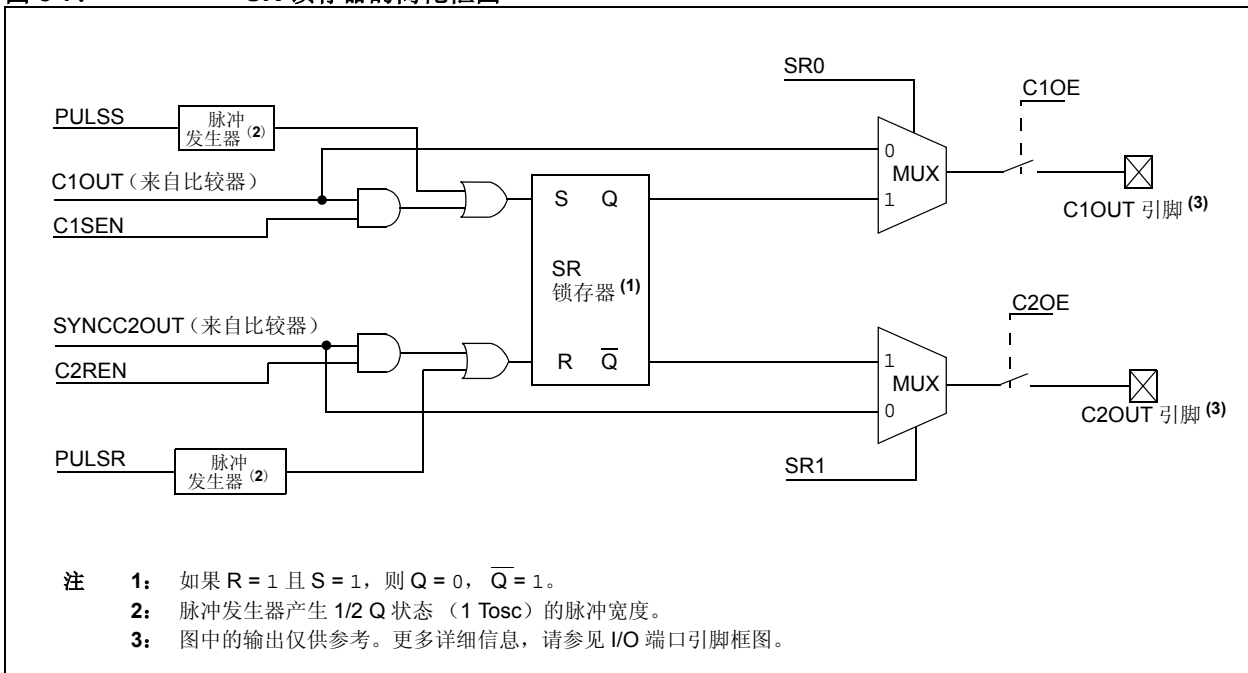 SR0
C1OE
PULSS
脉冲
发生器 (2)
0
MUX
C1OUT（来自比较器）
1
C1OUT 引脚 (3)
C1SEN
S Q
SR
锁存器 (1)
C2OE
SYNCC2OUT（来自比较器）
R Q
1
MUX
C2REN
0
C2OUT 引脚 (3)
PULSR
脉冲
发生器 (2)
SR1
注 1： 如果 R = 1 且 S = 1，则 Q = 0， Q = 1。
2： 脉冲发生器产生 1/2 Q 状态 （1 Tosc）的脉冲宽度。
3： 图中的输出仅供参考。更多详细信息，请参见 I/O 端口引脚框图。